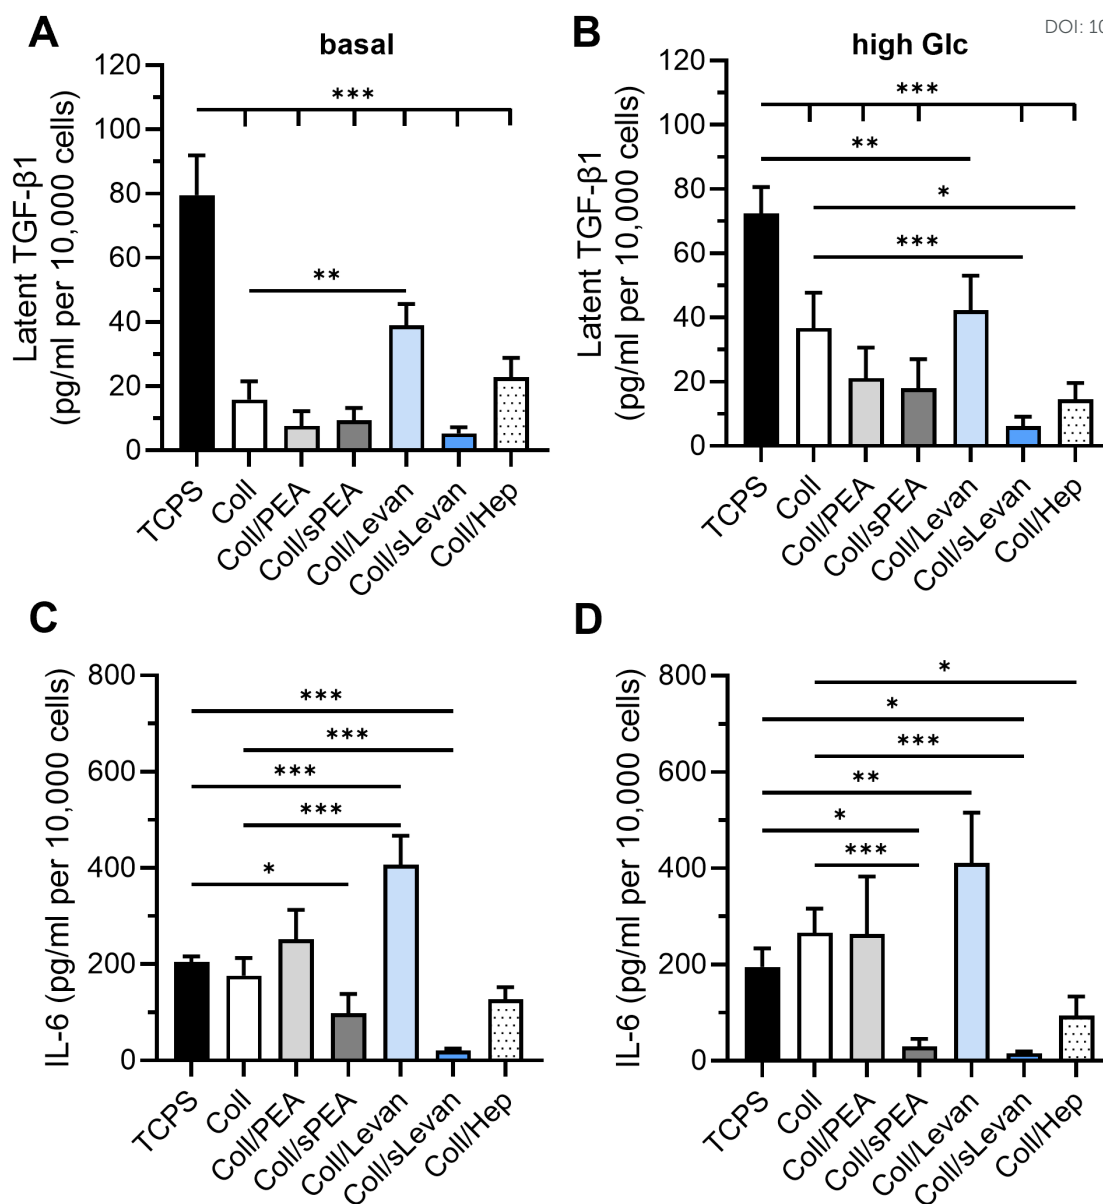 A
basal
Latent TGF-β1
(pg/ml per 10,000 cells)
120
100
80
60
40
20
0
***
**
TCPS
Coll
Coll/PEA
Coll/sPEA
Coll/Levan
Coll/sLevan
Coll/Hep
B
high Glc
DOI: 10
Latent TGF-β1
(pg/ml per 10,000 cells)
120
100
80
60
40
20
0
***
**
*
***
TCPS
Coll
Coll/PEA
Coll/sPEA
Coll/Levan
Coll/sLevan
Coll/Hep
C
IL-6 (pg/ml per 10,000 cells)
800
600
400
200
0
***
***
***
***
*
TCPS
Coll
Coll/PEA
Coll/sPEA
Coll/Levan
Coll/sLevan
Coll/Hep
D
IL-6 (pg/ml per 10,000 cells)
800
600
400
200
0
*
*
***
**
*
***
TCPS
Coll
Coll/PEA
Coll/sPEA
Coll/Levan
Coll/sLevan
Coll/Hep